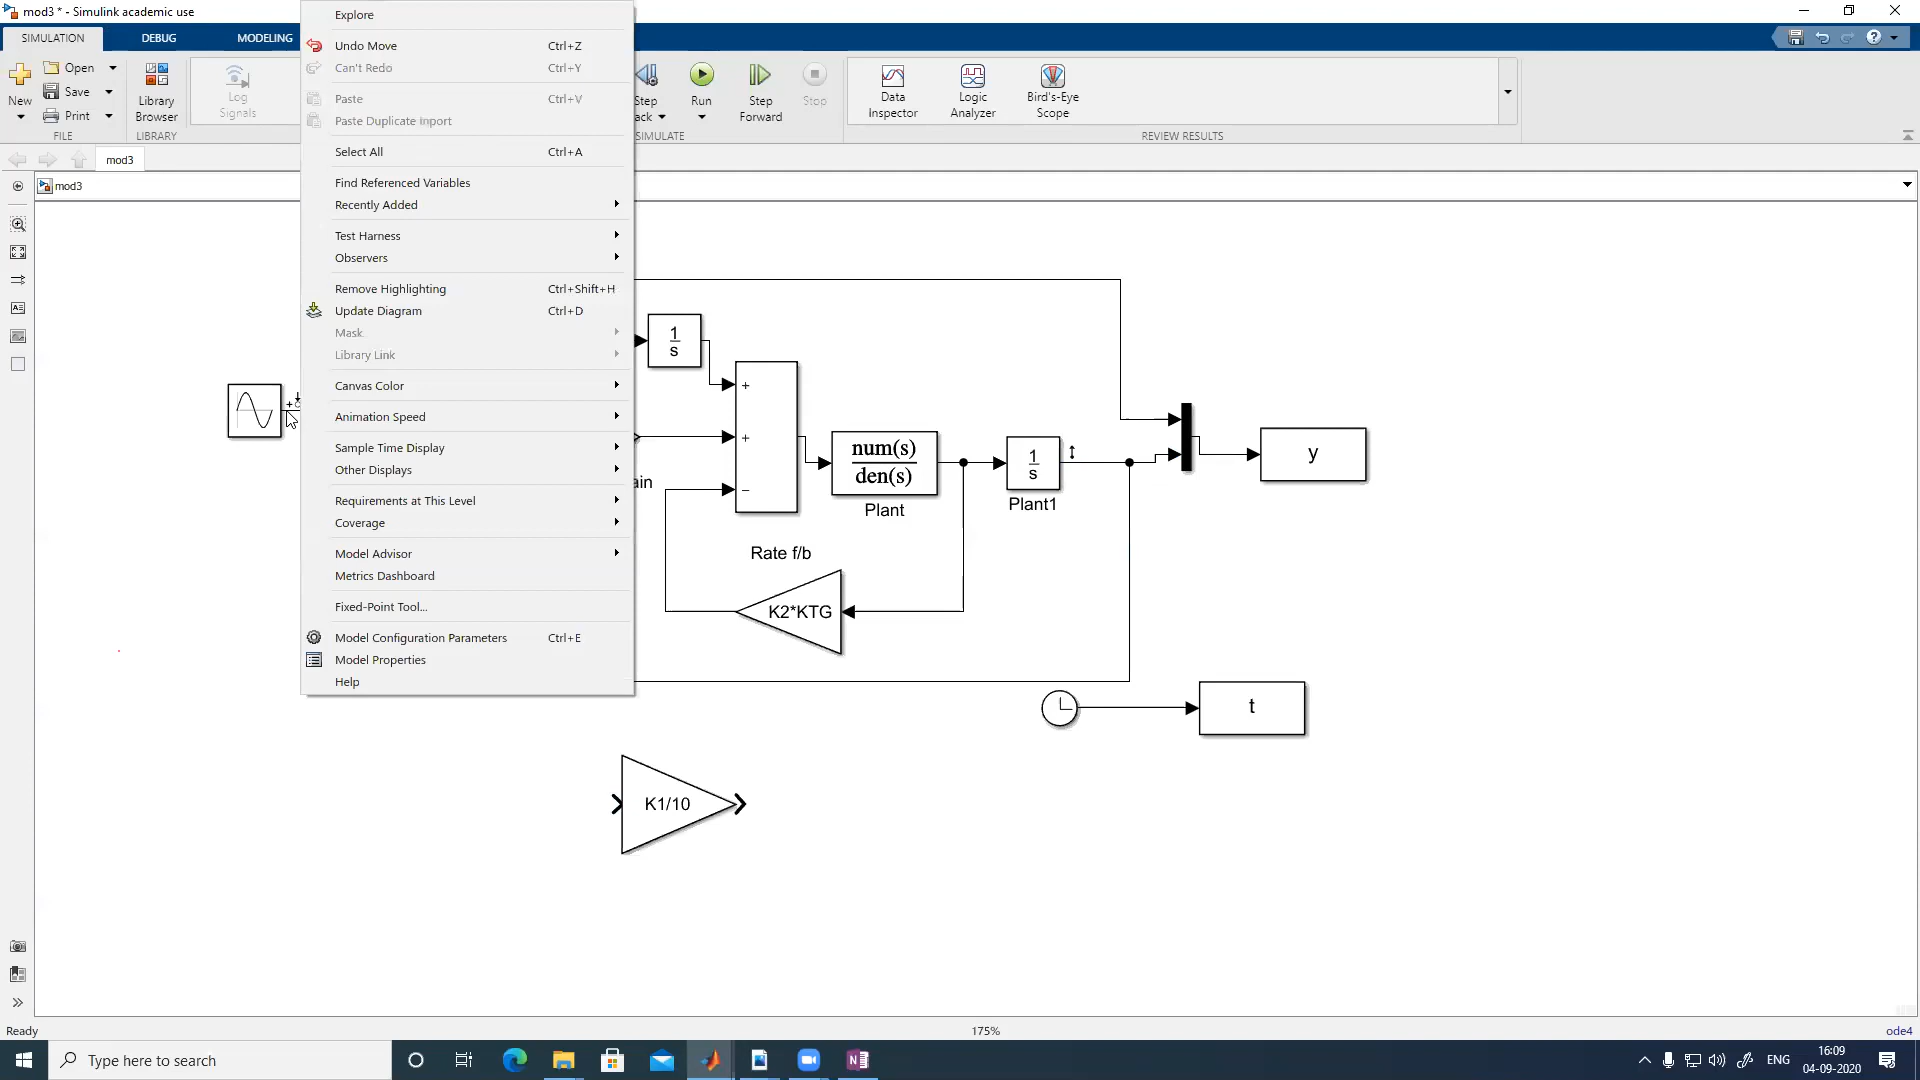 mod3 * - Simulink academic use
SIMULATION
DEBUG
MODELING
New
Open
Save
Print
FILE
Library
Browser
LIBRARY
Log
Signals
Step
ack
Run
Step
Forward
Stop
SIMULATE
Data
Inspector
Logic
Analyzer
Bird's-Eye
Scope
REVIEW RESULTS
mod3
mod3
Explore
Undo Move Ctrl+Z
Can't Redo Ctrl+Y
Paste Ctrl+V
Paste Duplicate Inport
Select All Ctrl+A
Find Referenced Variables
Recently Added
Test Harness
Observers
Remove Highlighting Ctrl+Shift+H
Update Diagram Ctrl+D
Mask
Library Link
Canvas Color
Animation Speed
Sample Time Display
Other Displays
Requirements at This Level
Coverage
Model Advisor
Metrics Dashboard
Fixed-Point Tool...
Model Configuration Parameters Ctrl+E
Model Properties
Help
1
s
+
+
−
ain
num(s)
den(s)
Plant
1
s
Plant1
y
Rate f/b
K2*KTG
t
K1/10
Ready
175%
ode4
Type here to search
ENG
16:09
04-09-2020